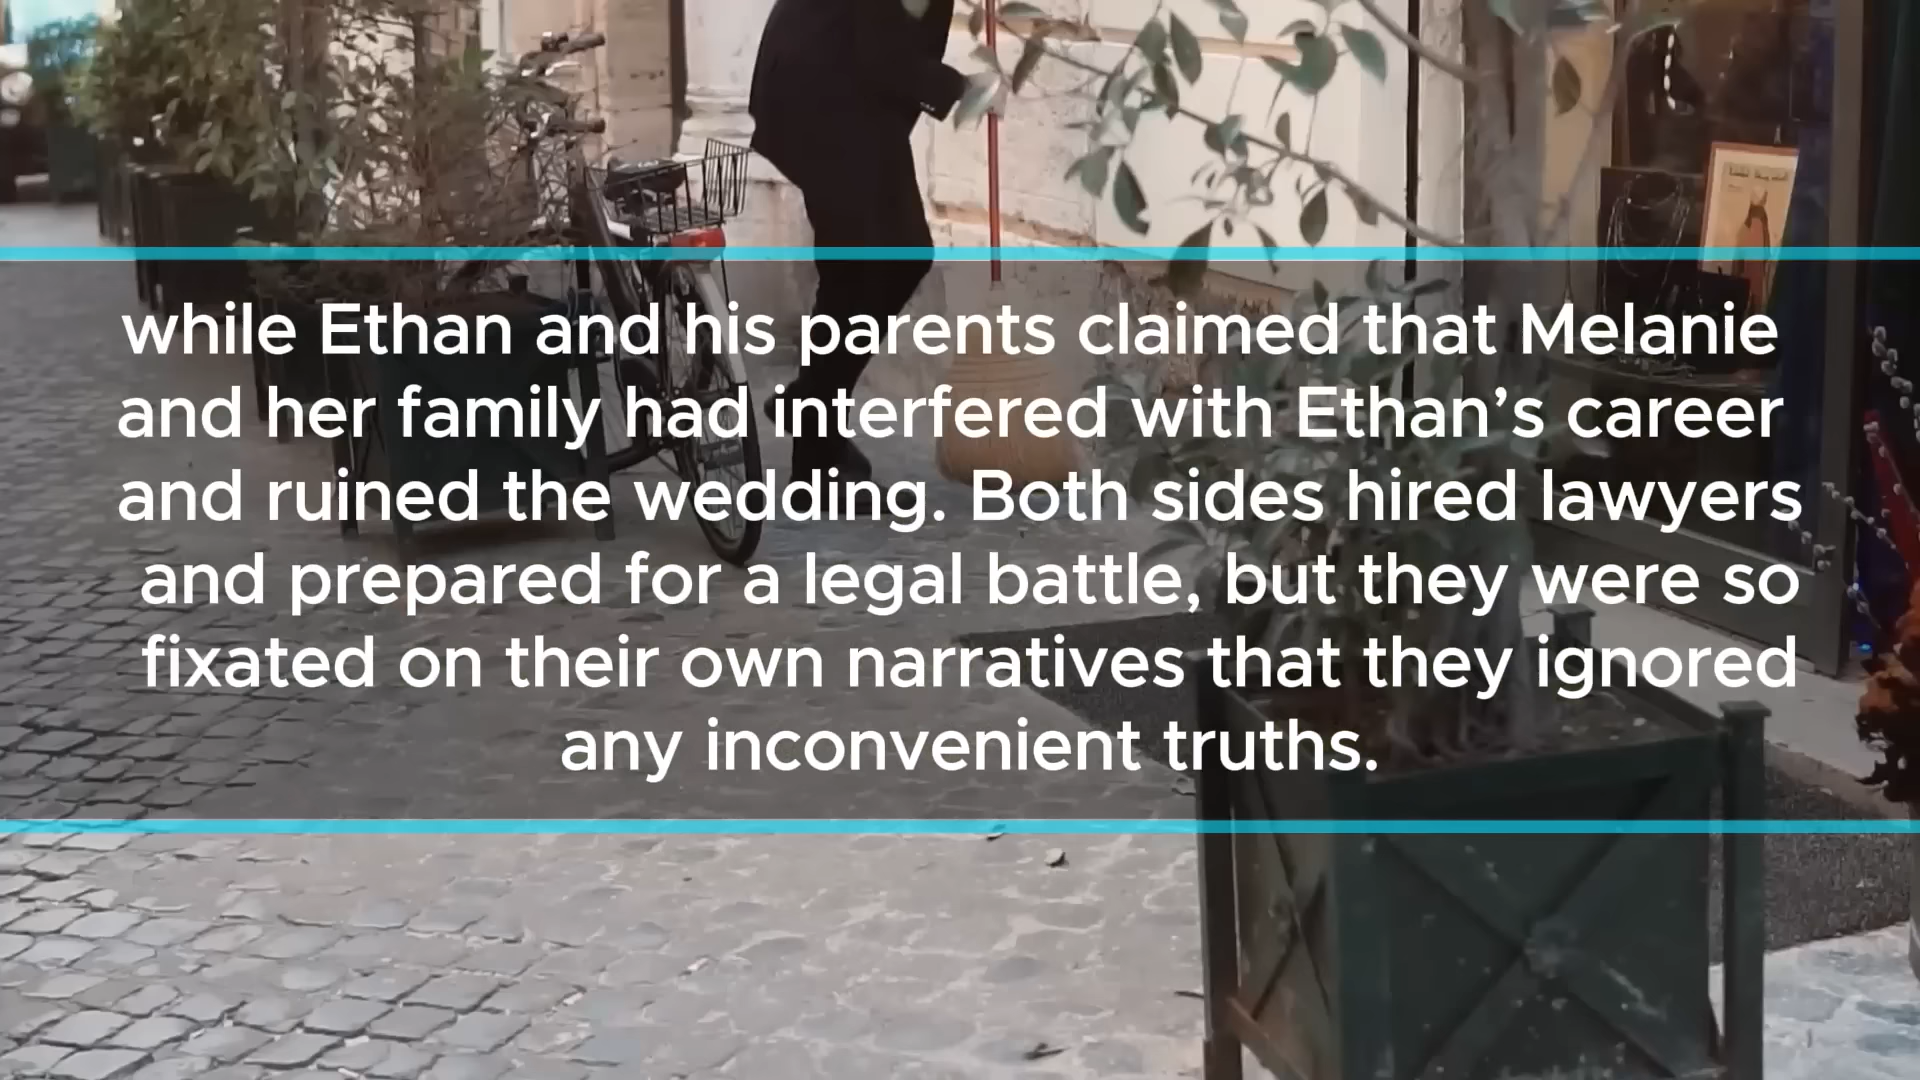 while Ethan and his parents claimed that Melanie
and her family had interfered with Ethan’s career
and ruined the wedding. Both sides hired lawyers
and prepared for a legal battle, but they were so
fixated on their own narratives that they ignored
any inconvenient truths.